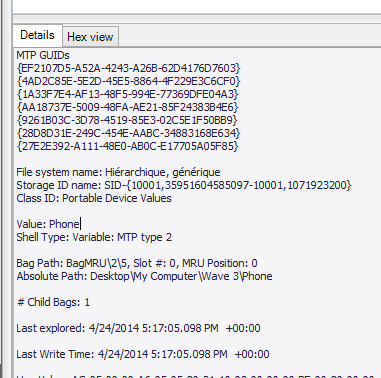 Details
Hex view
MTP GUIDs
{EF2107D5-A52A-4243-A26B-62D4176D7603}
{4AD2C85E-5E2D-45E5-8864-4F229E3C6CF0}
{1A33F7E4-AF13-48F5-994E-77369DFE04A3}
{AA18737E-5009-48FA-AE21-85F24383B4E6}
{9261B03C-3D78-4519-85E3-02C5E1F50BB9}
{28D8D31E-249C-454E-AABC-34883168E634}
{27E2E392-A111-48E0-AB0C-E17705A05F85}
File system name: Hiérarchique, générique
Storage ID name: SID-{10001,35951604585097-10001,1071923200}
Class ID: Portable Device Values
Value: Phone
Shell Type: Variable: MTP type 2
Bag Path: BagMRU\2\5, Slot #: 0, MRU Position: 0
Absolute Path: Desktop\My Computer\Wave 3\Phone
# Child Bags: 1
Last explored: 4/24/2014 5:17:05.098 PM +00:00
Last Write Time: 4/24/2014 5:17:05.098 PM +00:00